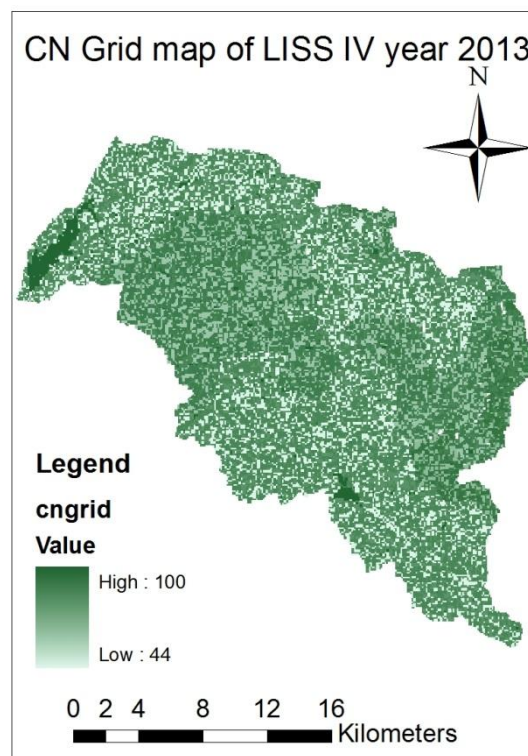 CN Grid map of LISS IV year 2013
N
Legend
cngrid
Value
High : 100
Low : 44
0 2 4 8 12 16
Kilometers